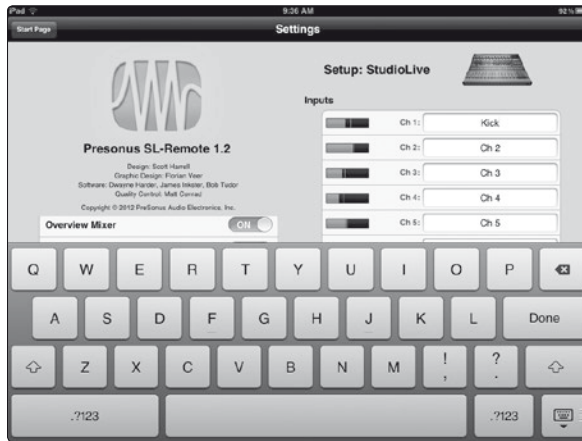 iPad 9:36 AM 92%
Start Page Settings
Setup: StudioLive
Inputs
Ch 1: Kick
Ch 2: Ch 2
Ch 3: Ch 3
Ch 4: Ch 4
Ch 5: Ch 5
Presonus SL-Remote 1.2
Design: Scott Harrell
Graphic Design: Florian Veer
Software: Dwayne Harder, James Inkster, Bob Tudor
Quality Control: Matt Conrad
Copyright © 2012 PreSonus Audio Electronics, Inc.
Overview Mixer ON
Q W E R T Y U I O P
A S D F G H J K L Done
Z X C V B N M ! , ? .
.?123 .?123